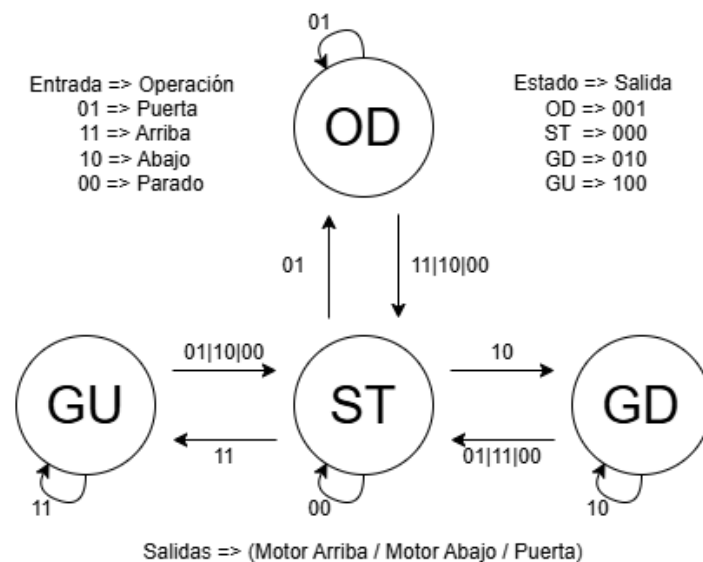 01
Entrada => Operación
01 => Puerta
11 => Arriba
10 => Abajo
00 => Parado
OD
Estado => Salida
OD => 001
ST => 000
GD => 010
GU => 100
01
11|10|00
GU
01|10|00
11
11
ST
00
10
01|11|00
GD
10
Salidas => (Motor Arriba / Motor Abajo / Puerta)